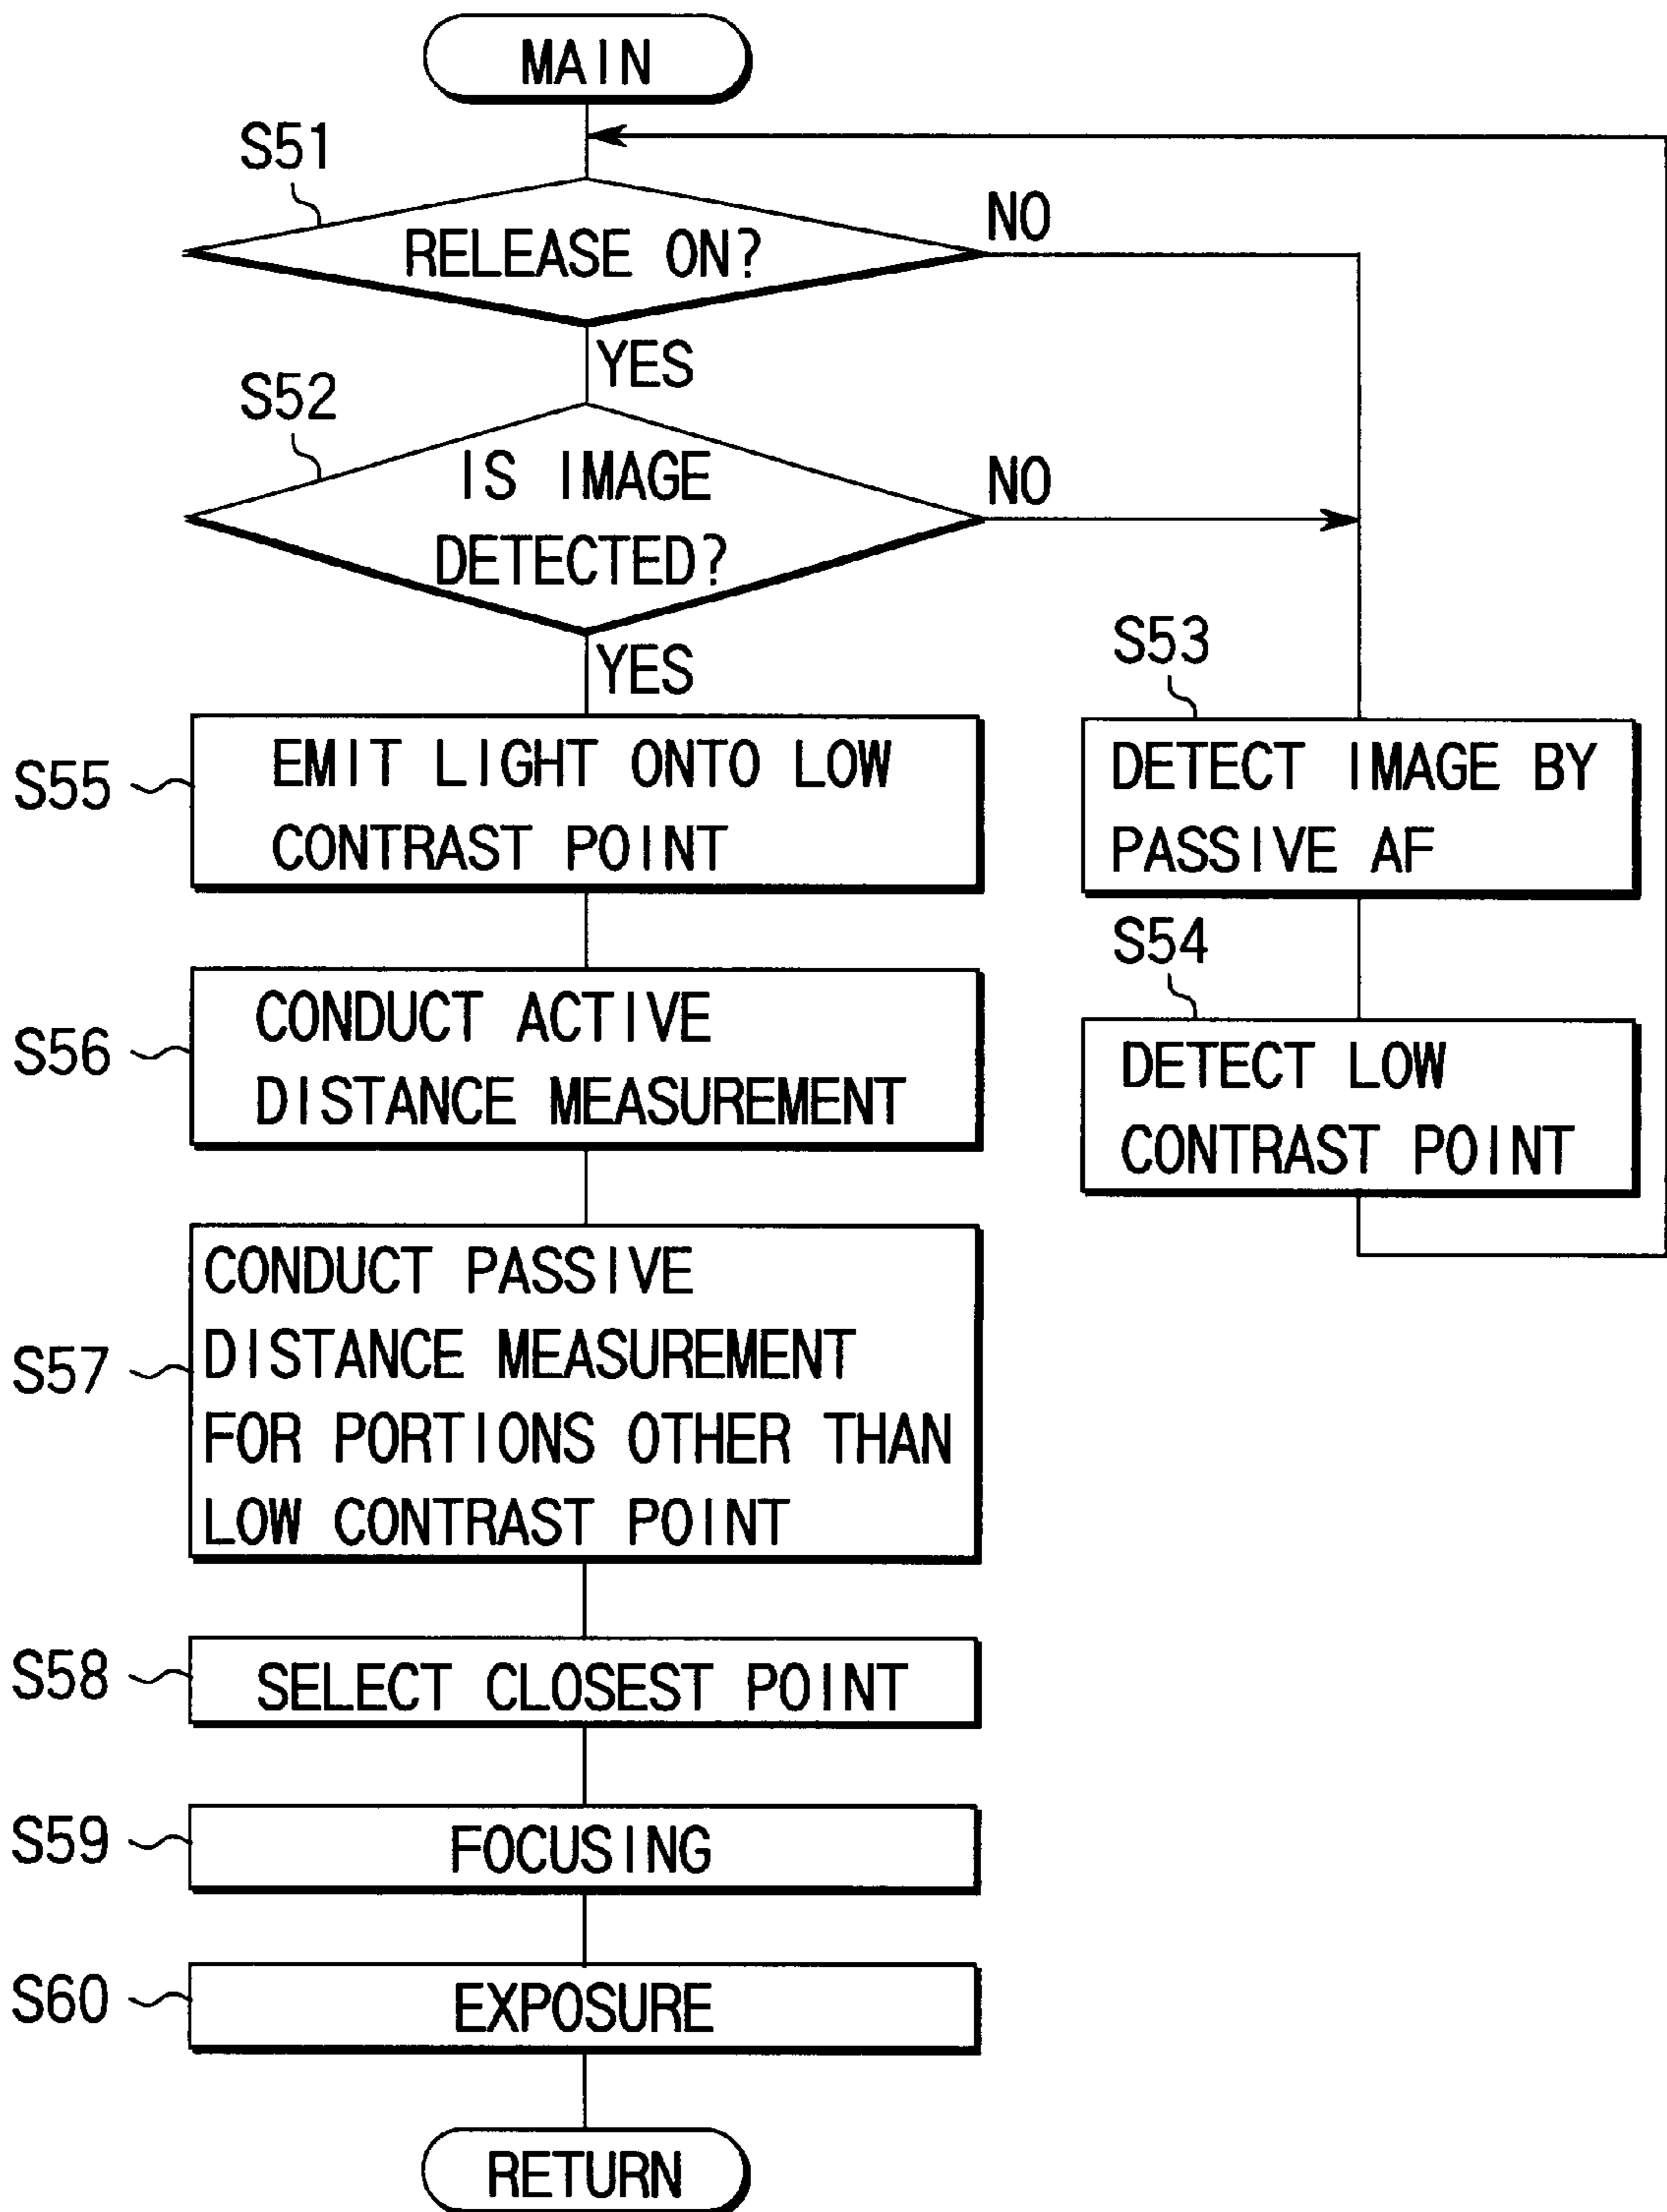 MAIN
S51
RELEASE ON?
NO
YES
S52
IS IMAGE
DETECTED?
NO
YES
S53
DETECT IMAGE BY
PASSIVE AF
S54
DETECT LOW
CONTRAST POINT
S55
EMIT LIGHT ONTO LOW
CONTRAST POINT
S56
CONDUCT ACTIVE
DISTANCE MEASUREMENT
S57
CONDUCT PASSIVE
DISTANCE MEASUREMENT
FOR PORTIONS OTHER THAN
LOW CONTRAST POINT
S58
SELECT CLOSEST POINT
S59
FOCUSING
S60
EXPOSURE
RETURN